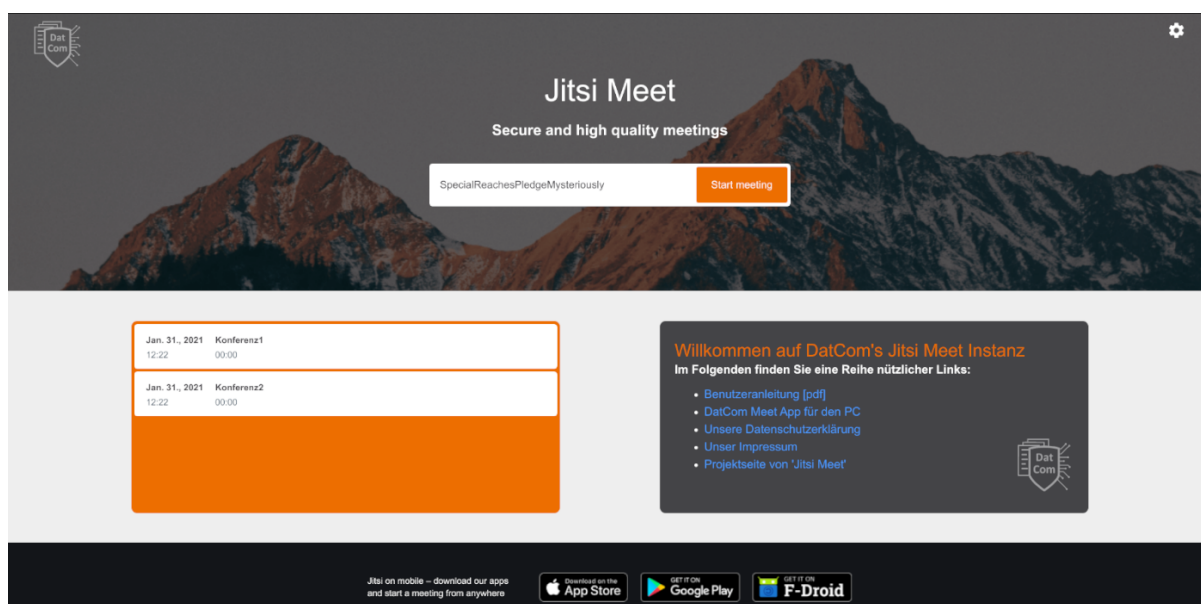 Dat
Com
Jitsi Meet
Secure and high quality meetings
SpecialReachesPledgeMysteriously
Start meeting
Jan. 31., 2021 Konferenz1
12:22 00:00
Jan. 31., 2021 Konferenz2
12:22 00:00
Willkommen auf DatCom's Jitsi Meet Instanz
Im Folgenden finden Sie eine Reihe nützlicher Links:
• Benutzeranleitung [pdf]
• DatCom Meet App für den PC
• Unsere Datenschutzerklärung
• Unser Impressum
• Projektseite von 'Jitsi Meet'
Dat
Com
Jitsi on mobile – download our apps
and start a meeting from anywhere
Download on the
App Store
GET IT ON
Google Play
GET IT ON
F-Droid